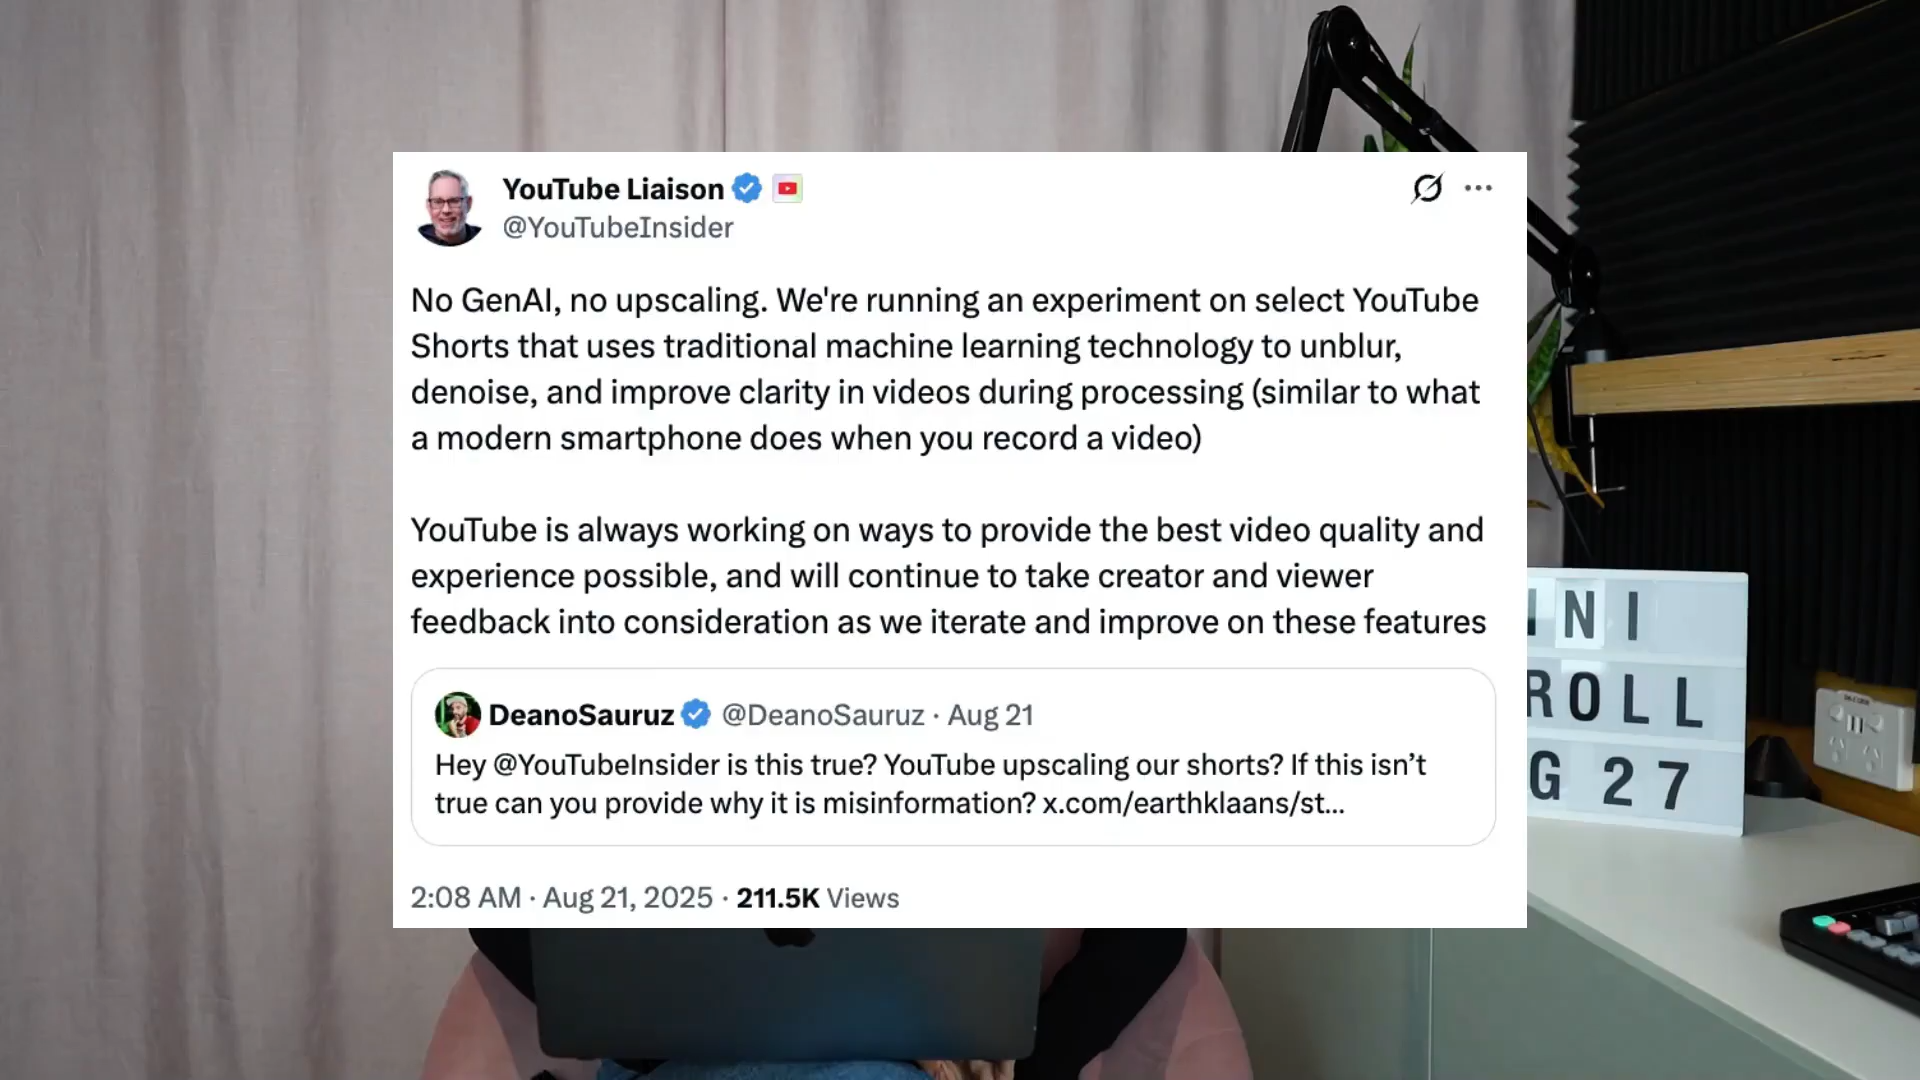 YouTube Liaison
@YouTubeInsider
No GenAI, no upscaling. We're running an experiment on select YouTube
Shorts that uses traditional machine learning technology to unblur,
denoise, and improve clarity in videos during processing (similar to what
a modern smartphone does when you record a video)
YouTube is always working on ways to provide the best video quality and
experience possible, and will continue to take creator and viewer
feedback into consideration as we iterate and improve on these features
DeanoSauruz @DeanoSauruz · Aug 21
Hey @YouTubeInsider is this true? YouTube upscaling our shorts? If this isn’t
true can you provide why it is misinformation? x.com/earthklaans/st...
2:08 AM · Aug 21, 2025 · 211.5K Views
NI
ROLL
G 27